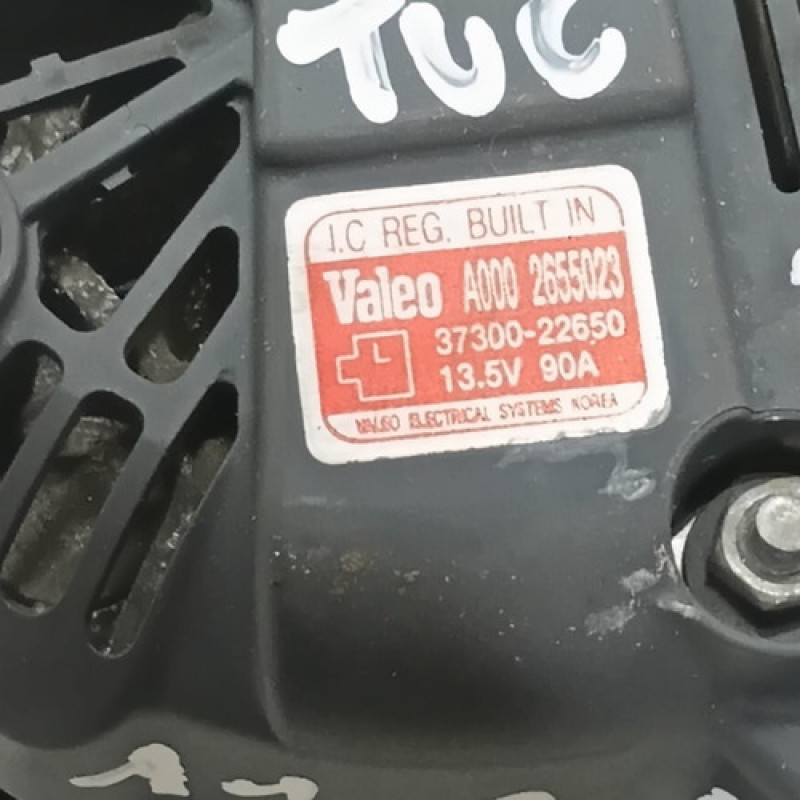 TUC
I.C REG. BUILT IN
Valeo A000 2655023
37300-22650
13.5V 90A
VALEO ELECTRICAL SYSTEMS KOREA